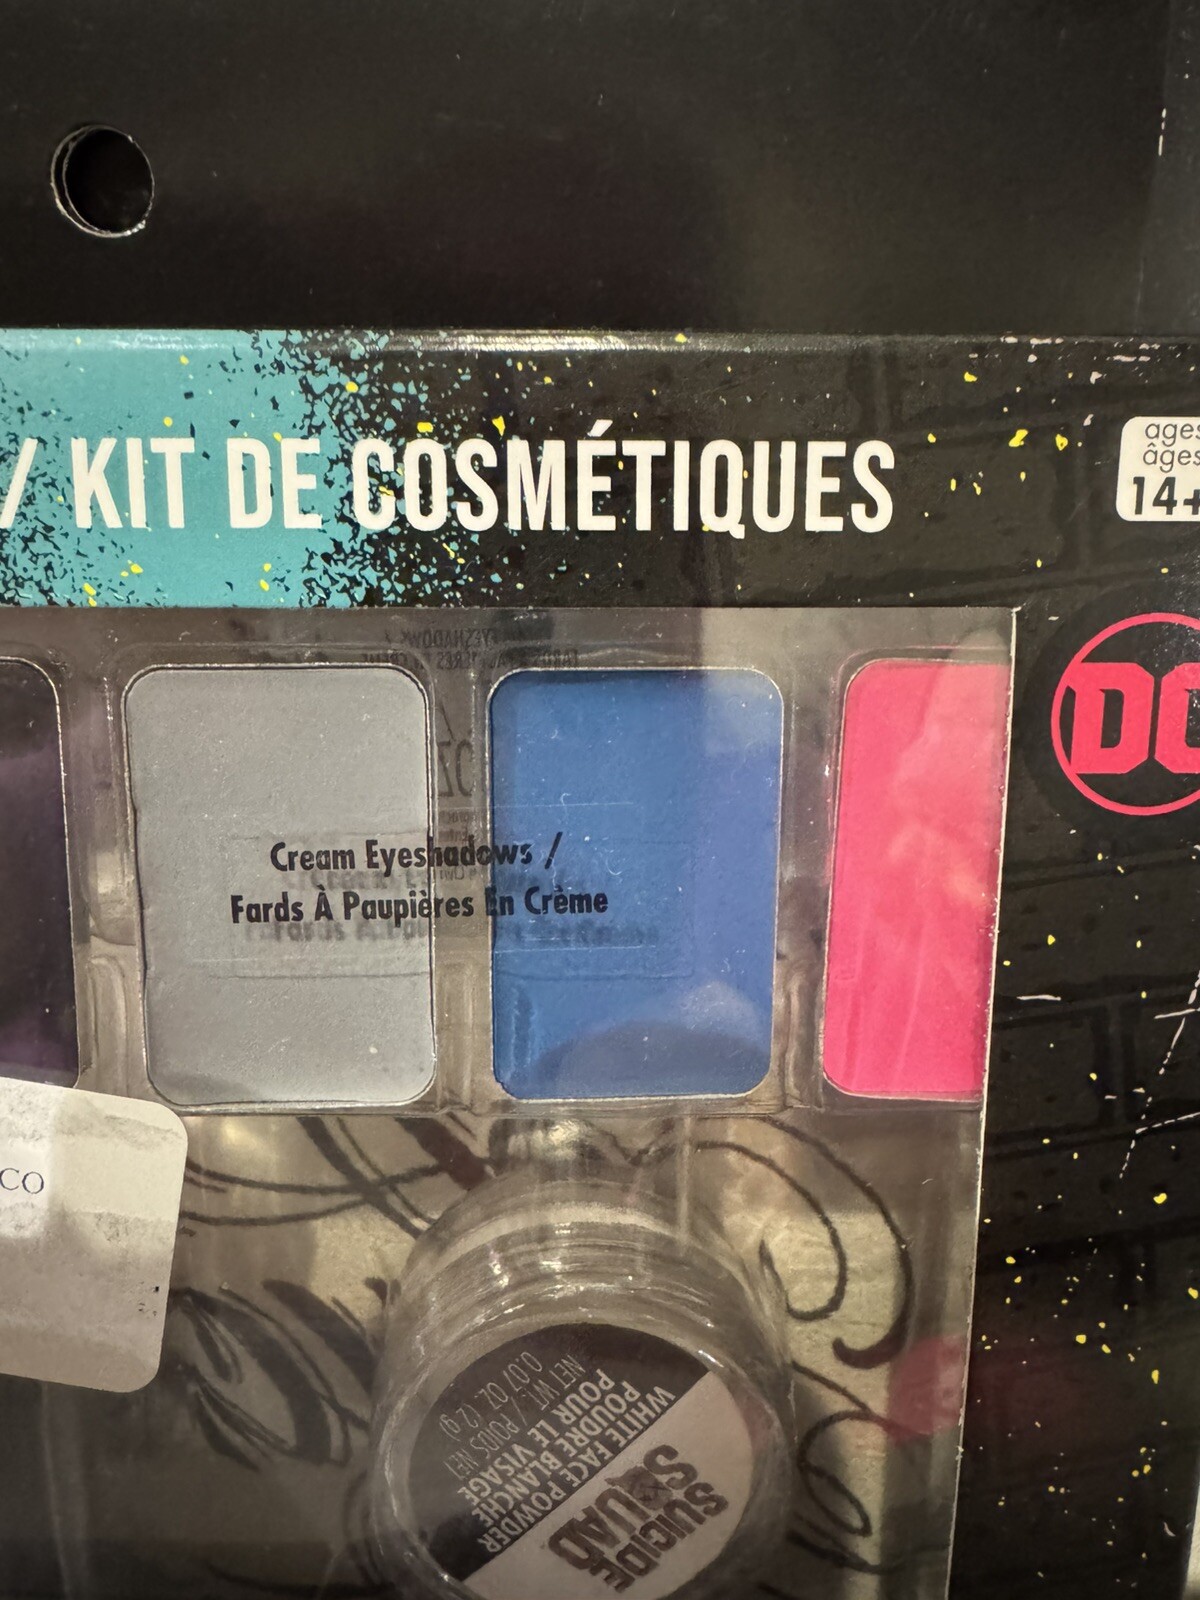 / KIT DE COSMÉTIQUES
ages
âges
14+
DC
Cream Eyeshadows /
Fards À Paupières En Crème
CO
SUICIDE
SQUAD
WHITE FACE POWDER
POUDRE BLANCHE
POUR LE VISAGE
NET WT. / POIDS NET
0.07 OZ. (2 g)